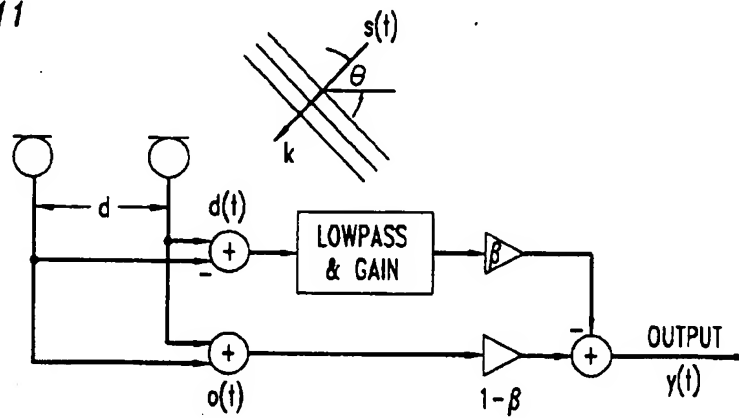 11
s(t)
θ
k
d
d(t)
+
-
LOWPASS
& GAIN
β
-
+
o(t)
1-β
+
OUTPUT
y(t)